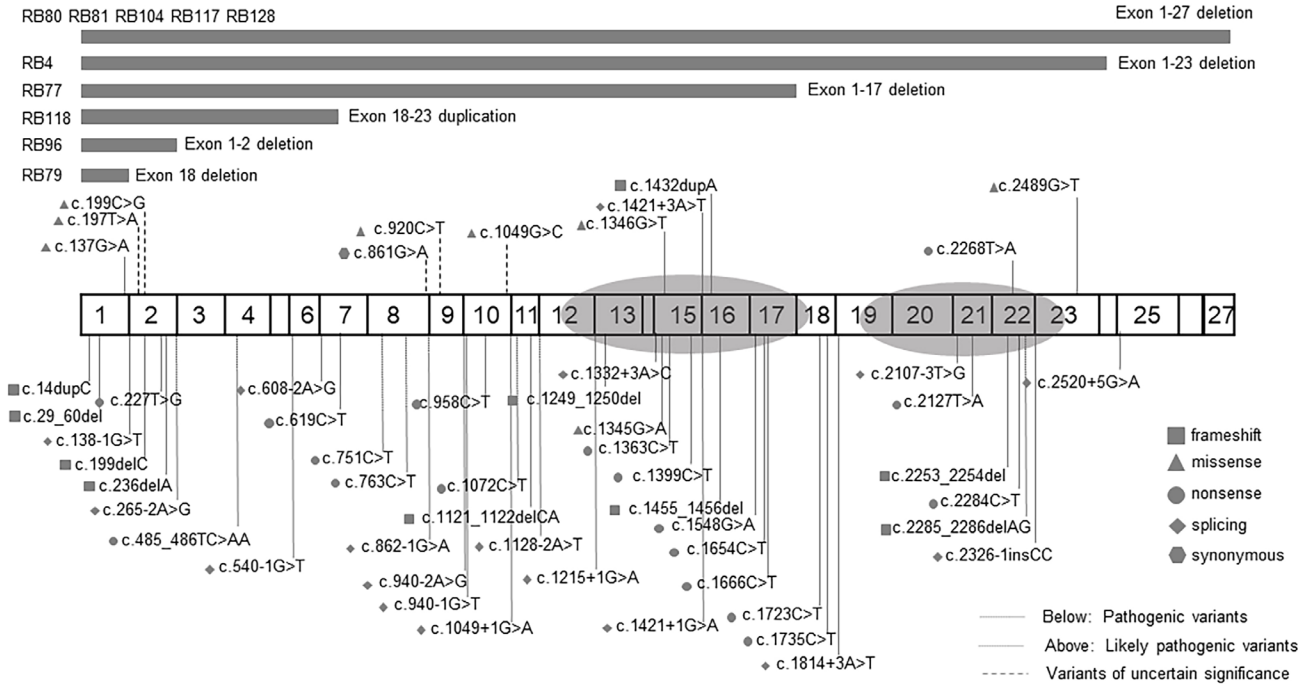 RB80 RB81 RB104 RB117 RB128
Exon 1-27 deletion
RB4
Exon 1-23 deletion
RB77
Exon 1-17 deletion
RB118
Exon 18-23 duplication
RB96
Exon 1-2 deletion
RB79
Exon 18 deletion
c.199C>G
c.197T>A
c.137G>A
c.920C>T
c.861G>A
c.1049G>C
c.1432dupA
c.1421+3A>T
c.1346G>T
c.2489G>T
c.2268T>A
1 2 3 4 6 7 8 9 10 11 12 13 15 16 17 18 19 20 21 22 23 25 27
c.14dupC
c.227T>G
c.29_60del
c.138-1G>T
c.199delC
c.236delA
c.265-2A>G
c.485_486TC>AA
c.540-1G>T
c.608-2A>G
c.619C>T
c.751C>T
c.763C>T
c.958C>T
c.1072C>T
c.1121_1122delCA
c.862-1G>A
c.1128-2A>T
c.940-2A>G
c.940-1G>T
c.1049+1G>A
c.1215+1G>A
c.1332+3A>C
c.1249_1250del
c.1345G>A
c.1363C>T
c.1399C>T
c.1455_1456del
c.1548G>A
c.1654C>T
c.1666C>T
c.1421+1G>A
c.1723C>T
c.1735C>T
c.1814+3A>T
c.2107-3T>G
c.2127T>A
c.2520+5G>A
c.2253_2254del
c.2284C>T
c.2285_2286delAG
c.2326-1insCC
frameshift
missense
nonsense
splicing
synonymous
Below: Pathogenic variants
Above: Likely pathogenic variants
Variants of uncertain significance